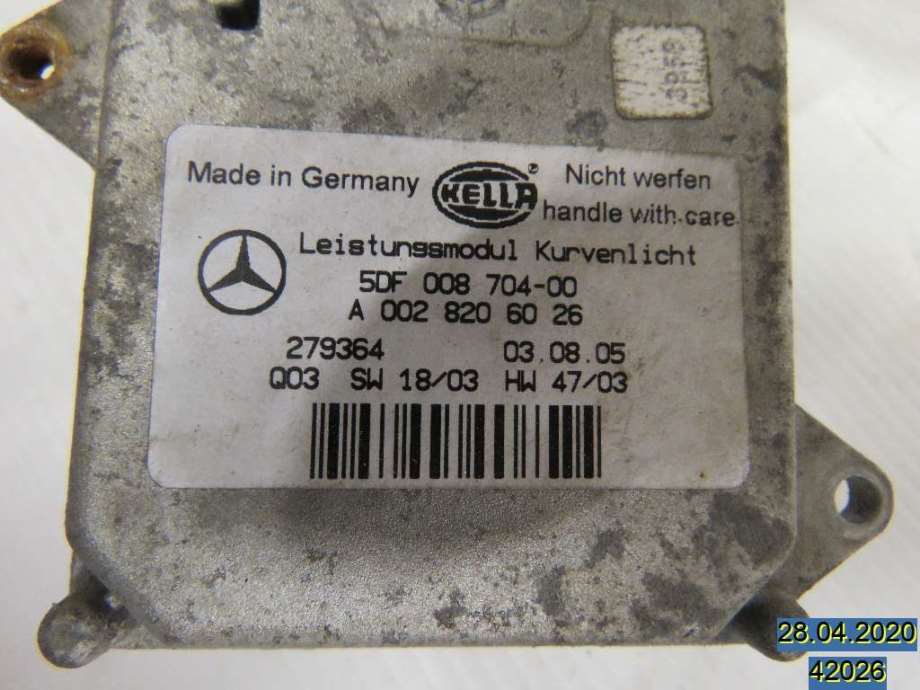 Made in Germany
HELLA
®
Nicht werfen
handle with care
Leistungsmodul Kurvenlicht
5DF 008 704-00
A 002 820 60 26
279364 03.08.05
Q03 SW 18/03 HW 47/03
28.04.2020
42026